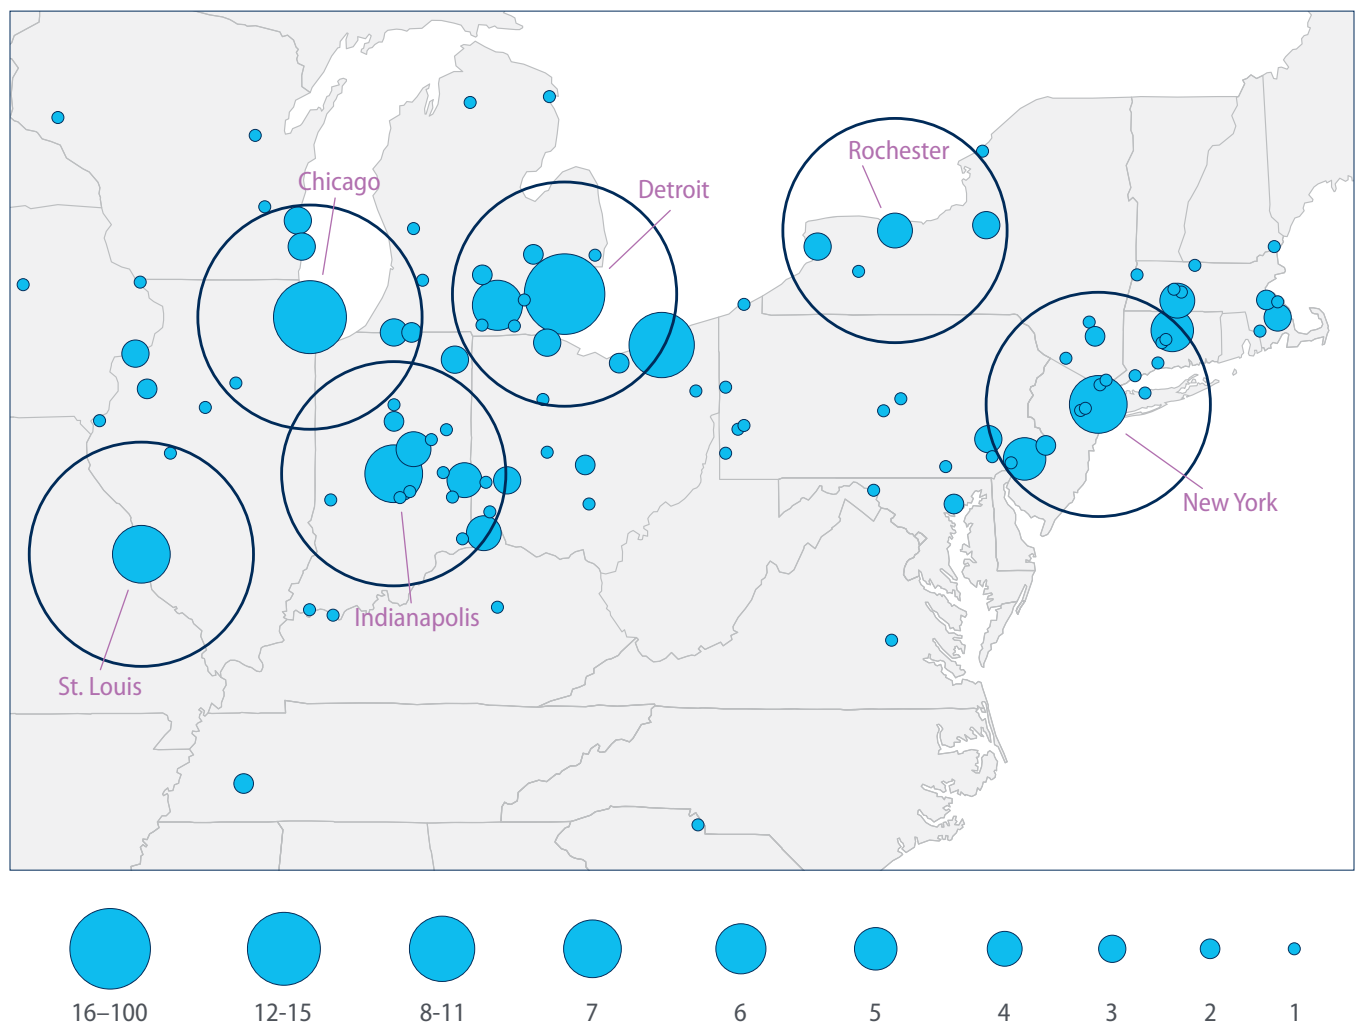 Rochester
Chicago
Detroit
New York
Indianapolis
St. Louis
16–100 12-15 8-11 7 6 5 4 3 2 1